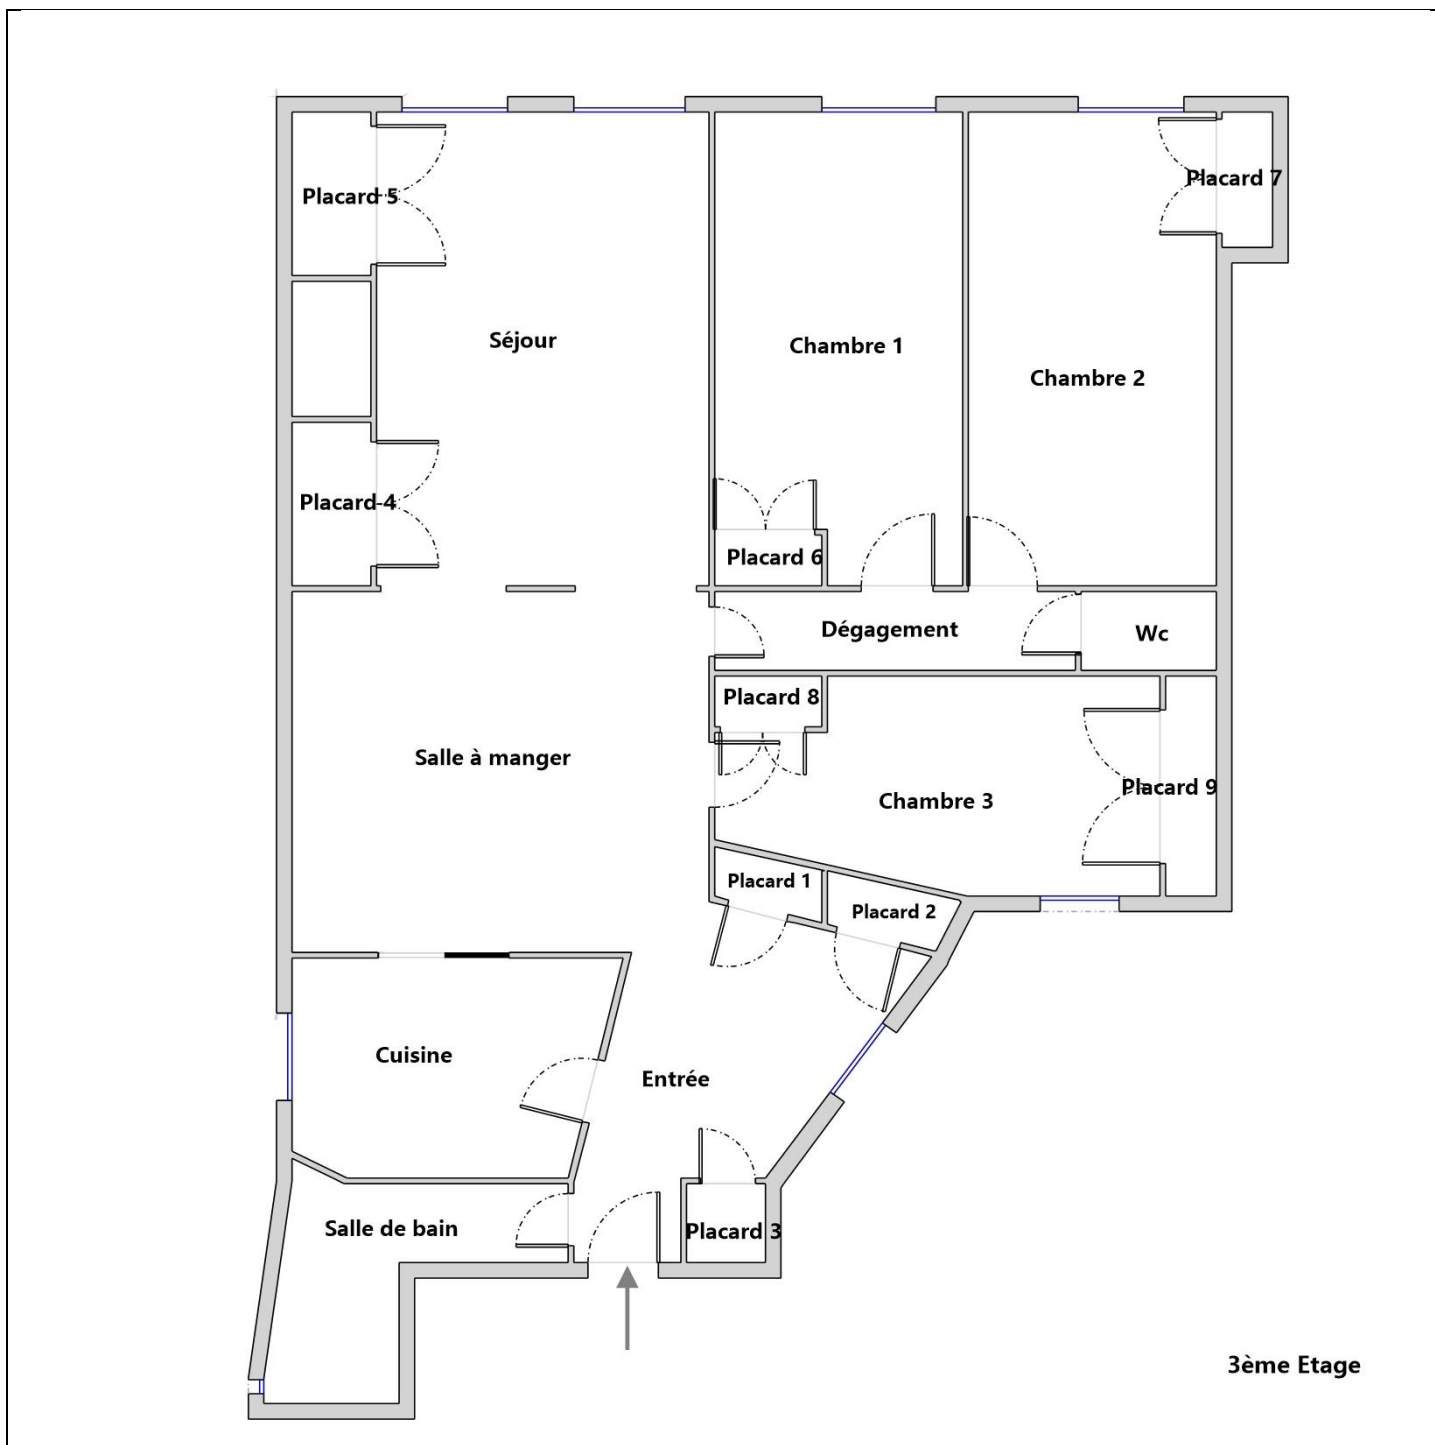 Placard 7
Placard 5
Séjour
Chambre 1
Chambre 2
Placard 4
Placard 6
Dégagement
Wc
Placard 8
Salle à manger
Placard 9
Chambre 3
Placard 1
Placard 2
Cuisine
Entrée
Salle de bain
Placard 3
3ème Etage